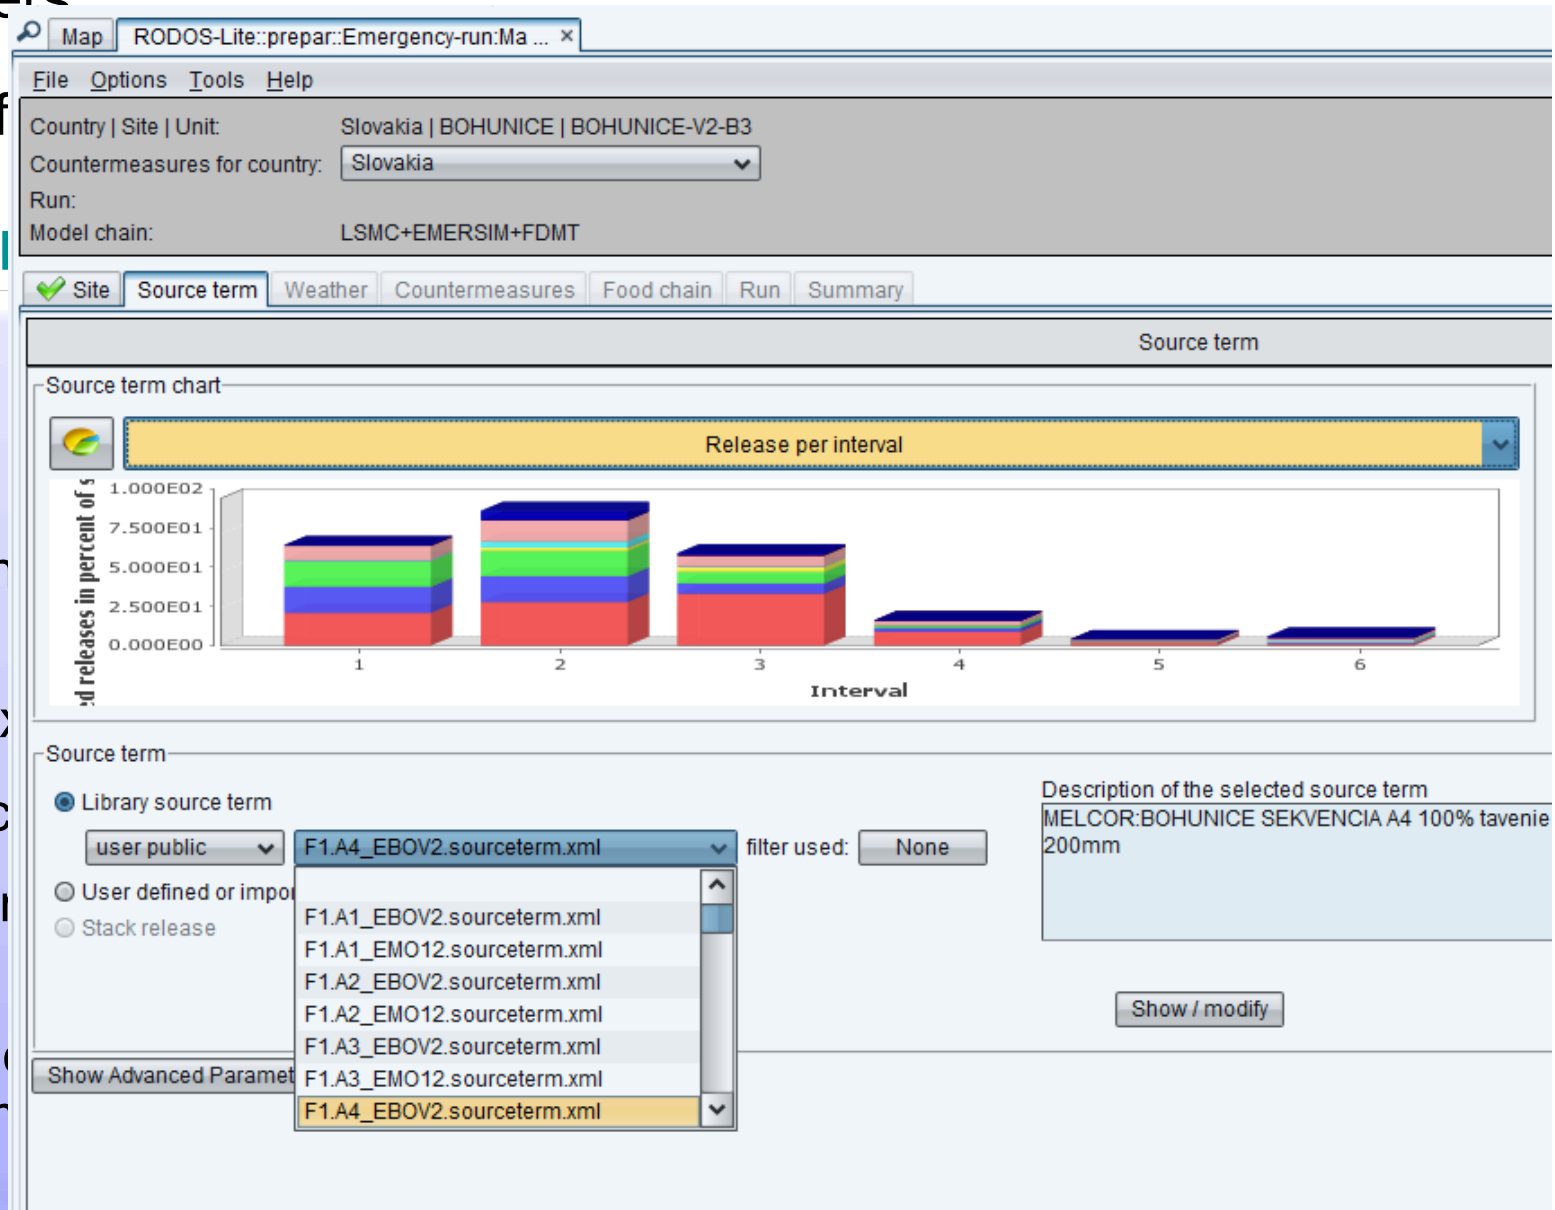 Map RODOS-Lite::prepar::Emergency-run:Ma ... ×
File Options Tools Help
Country | Site | Unit: Slovakia | BOHUNICE | BOHUNICE-V2-B3
Countermeasures for country: Slovakia
Run:
Model chain: LSMC+EMERSIM+FDMT
Site Source term Weather Countermeasures Food chain Run Summary
Source term
Source term chart
Release per interval
ed releases in percent of s
1.000E02
7.500E01
5.000E01
2.500E01
0.000E00
1 2 3 4 5 6
Interval
Source term
Library source term
user public F1.A4_EBOV2.sourceterm.xml filter used: None
User defined or impor
Stack release
F1.A1_EBOV2.sourceterm.xml
F1.A1_EMO12.sourceterm.xml
F1.A2_EBOV2.sourceterm.xml
F1.A2_EMO12.sourceterm.xml
F1.A3_EBOV2.sourceterm.xml
F1.A3_EMO12.sourceterm.xml
F1.A4_EBOV2.sourceterm.xml
Description of the selected source term
MELCOR:BOHUNICE SEKVENCIA A4 100% tavenie
200mm
Show / modify
Show Advanced Paramet